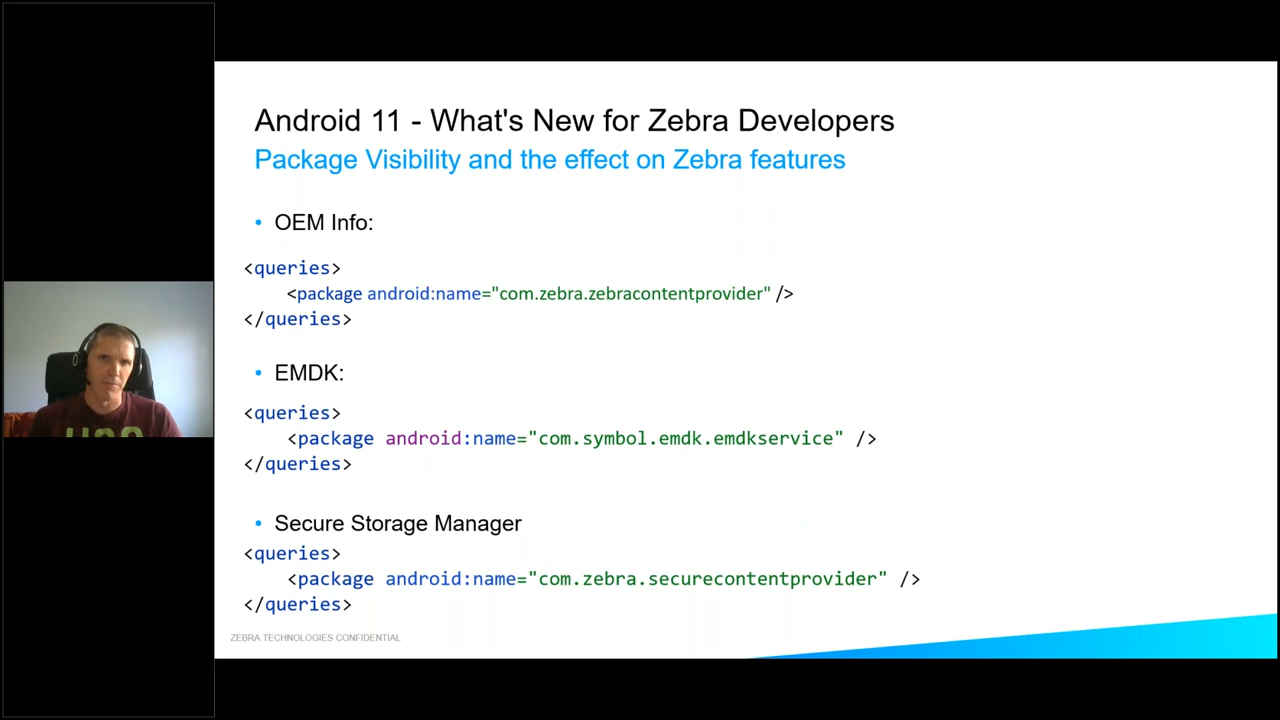 Android 11 - What's New for Zebra Developers
Package Visibility and the effect on Zebra features
• OEM Info:
<queries>
<package android:name="com.zebra.zebracontentprovider" />
</queries>
• EMDK:
<queries>
<package android:name="com.symbol.emdk.emdkservice" />
</queries>
• Secure Storage Manager
<queries>
<package android:name="com.zebra.securecontentprovider" />
</queries>
ZEBRA TECHNOLOGIES CONFIDENTIAL